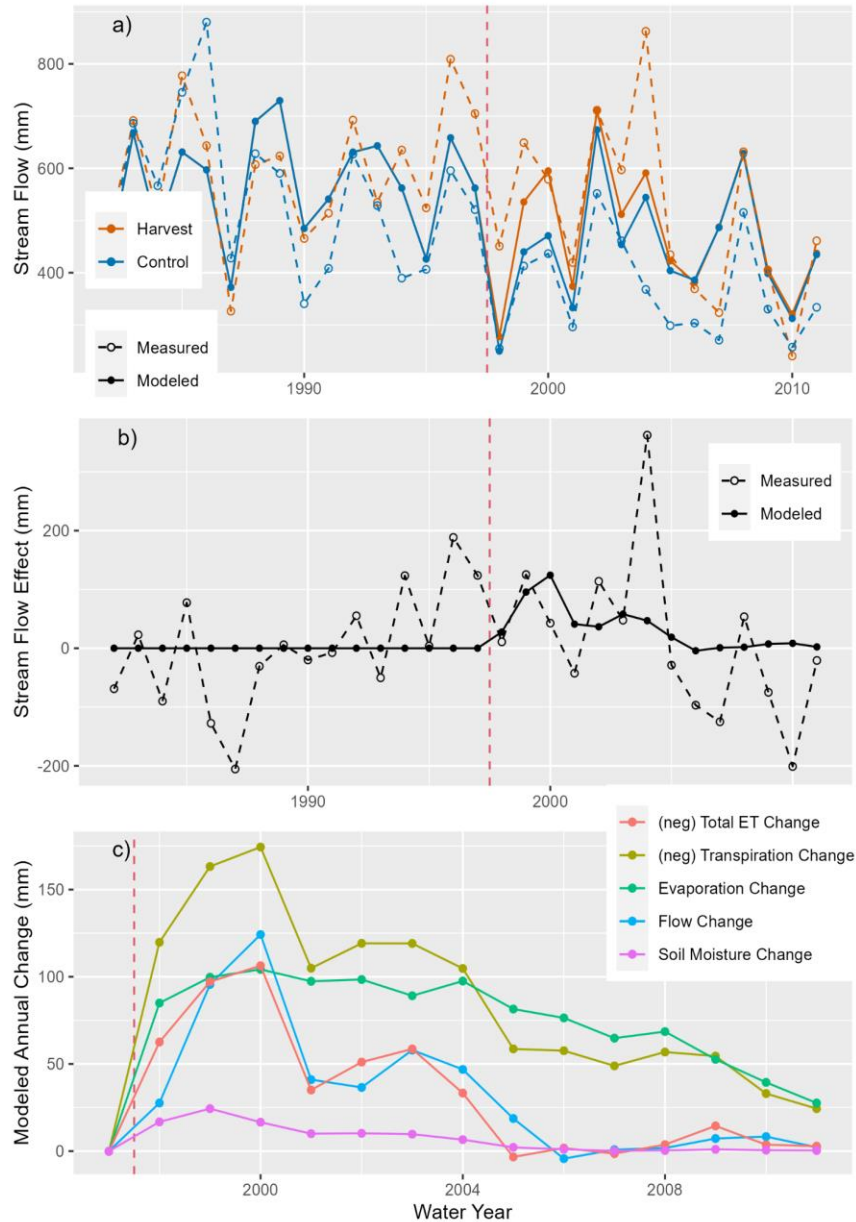 a)
Stream Flow (mm)
800
600
400
Harvest
Control
Measured
Modeled
1990
2000
2010
b)
Stream Flow Effect (mm)
200
0
-200
Measured
Modeled
1990
2000
c)
Modeled Annual Change (mm)
150
100
50
0
(neg) Total ET Change
(neg) Transpiration Change
Evaporation Change
Flow Change
Soil Moisture Change
2000
2004
2008
Water Year